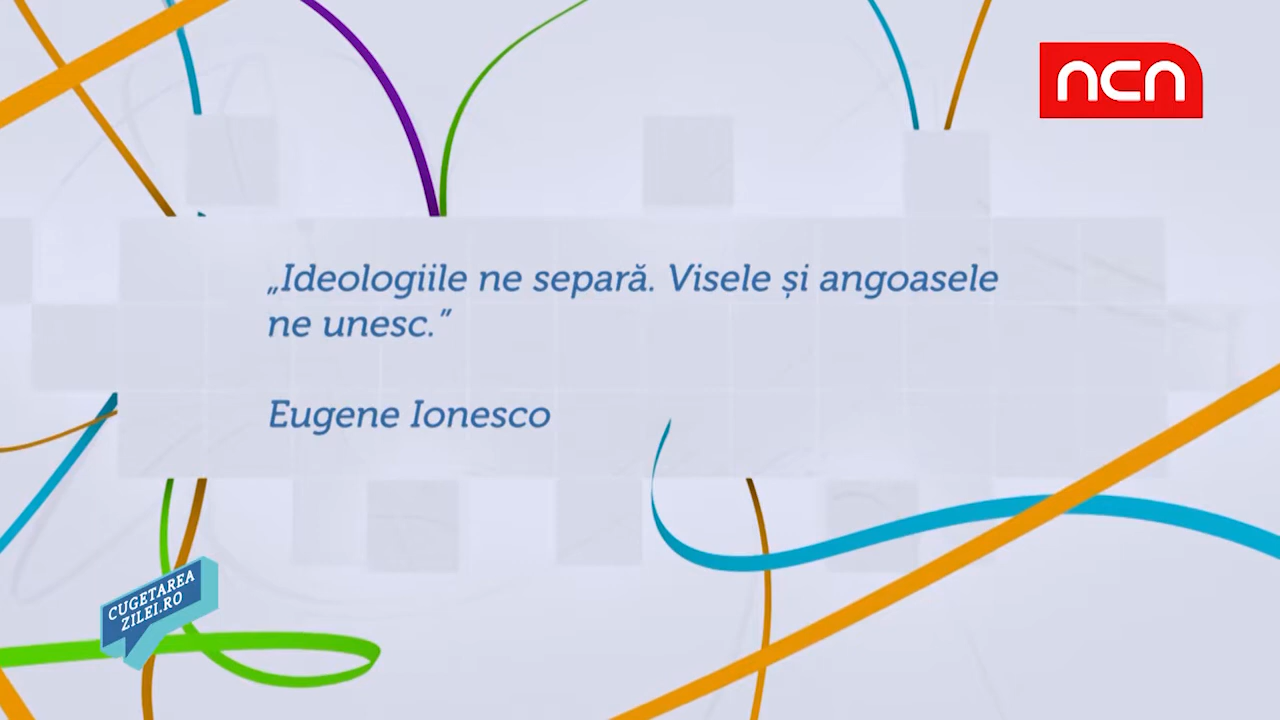 ncn
„Ideologiile ne separă. Visele și angoasele
ne unesc.”
Eugene Ionesco
CUGETAREA
ZILEI.RO